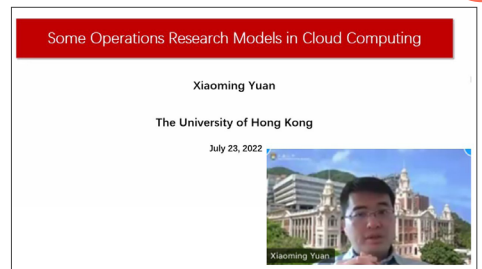 Some Operations Research Models in Cloud Computing
Xiaoming Yuan
The University of Hong Kong
July 23, 2022
Xiaoming Yuan